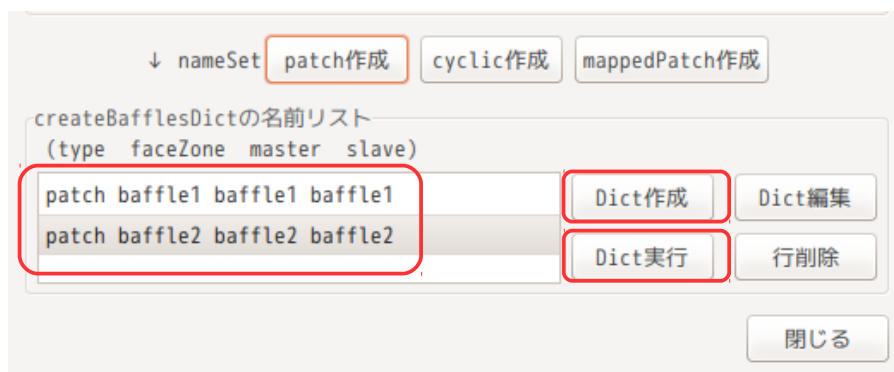 ↓ nameSet patch作成 cyclic作成 mappedPatch作成
createBafflesDictの名前リスト
(type faceZone master slave)
patch baffle1 baffle1 baffle1
Dict作成 Dict編集
patch baffle2 baffle2 baffle2
Dict実行 行削除
閉じる